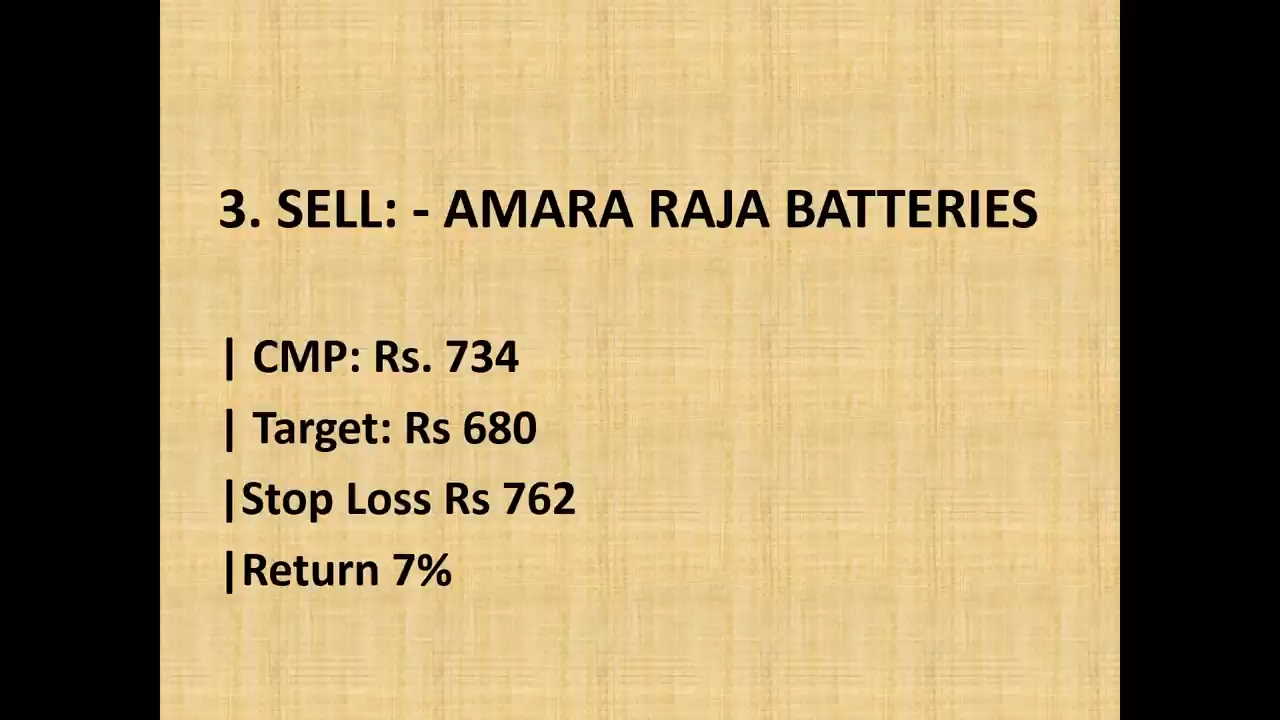 3. SELL: - AMARA RAJA BATTERIES
| CMP: Rs. 734
| Target: Rs 680
|Stop Loss Rs 762
|Return 7%